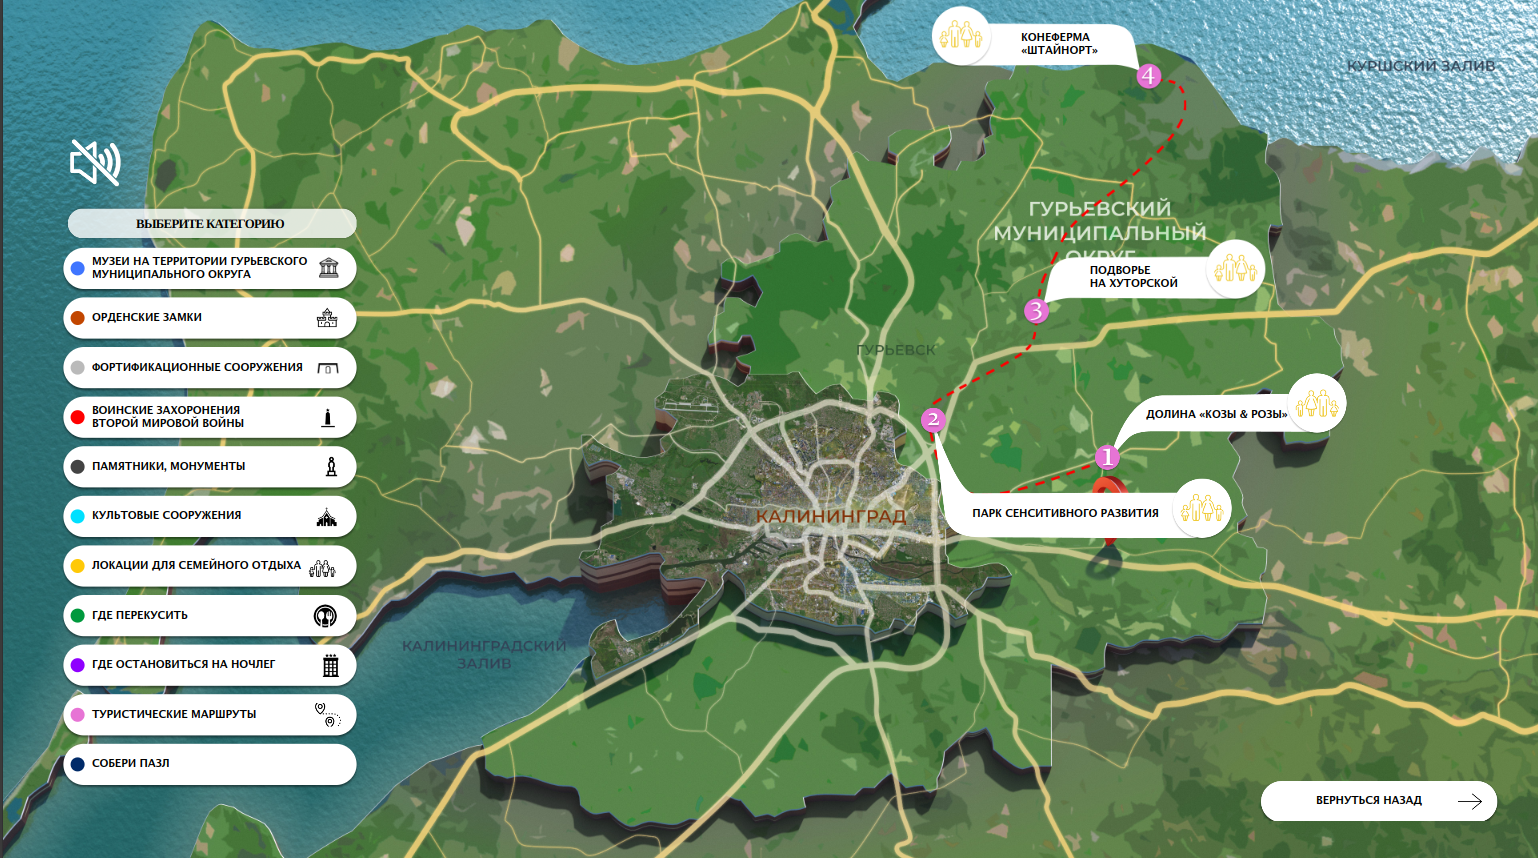 КОНЕФЕРМА
«ШТАЙНОРТ»
4
КУРШСКИЙ ЗАЛИВ
ВЫБЕРИТЕ КАТЕГОРИЮ
МУЗЕИ НА ТЕРРИТОРИИ ГУРЬЕВСКОГО
МУНИЦИПАЛЬНОГО ОКРУГА
ОРДЕНСКИЕ ЗАМКИ
ФОРТИФИКАЦИОННЫЕ СООРУЖЕНИЯ
ВОИНСКИЕ ЗАХОРОНЕНИЯ
ВТОРОЙ МИРОВОЙ ВОЙНЫ
ПАМЯТНИКИ, МОНУМЕНТЫ
КУЛЬТОВЫЕ СООРУЖЕНИЯ
ЛОКАЦИИ ДЛЯ СЕМЕЙНОГО ОТДЫХА
ГДЕ ПЕРЕКУСИТЬ
ГДЕ ОСТАНОВИТЬСЯ НА НОЧЛЕГ
ТУРИСТИЧЕСКИЕ МАРШРУТЫ
СОБЕРИ ПАЗЛ
ГУРЬЕВСКИЙ
МУНИЦИПАЛЬНЫЙ
ОКРУГ
ПОДВОРЬЕ
НА ХУТОРСКОЙ
3
ГУРЬЕВСК
2
ДОЛИНА «КОЗЫ & РОЗЫ»
1
ПАРК СЕНСИТИВНОГО РАЗВИТИЯ
КАЛИНИНГРАД
КАЛИНИНГРАДСКИЙ
ЗАЛИВ
ВЕРНУТЬСЯ НАЗАД